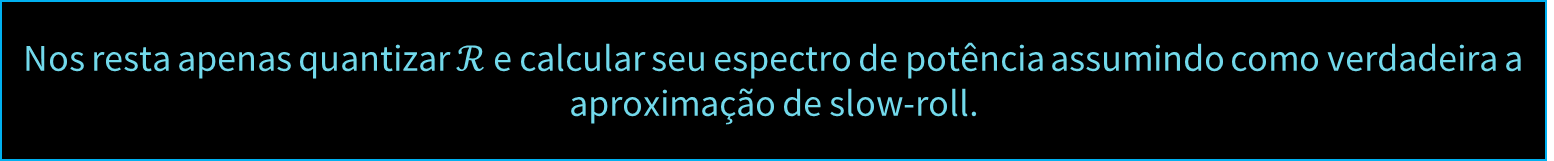 Nos resta apenas quantizar ℛ e calcular seu espectro de potência assumindo como verdadeira a
aproximação de slow-roll.